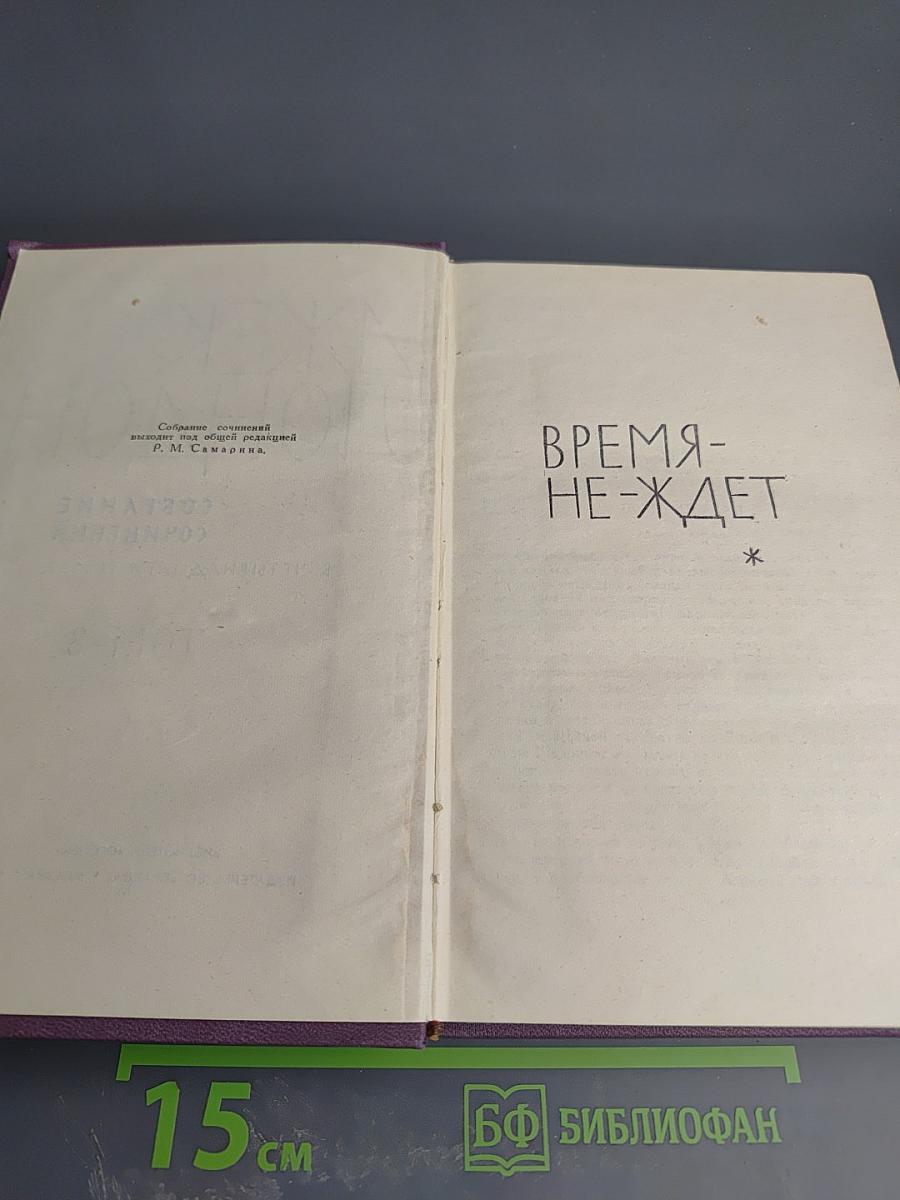 Собрание сочинений
выходит под общей редакцией
Р. М. Самарина.
ВРЕМЯ-
НЕ-ЖДЕТ
*
15 см
БФ БИБЛИОФАН